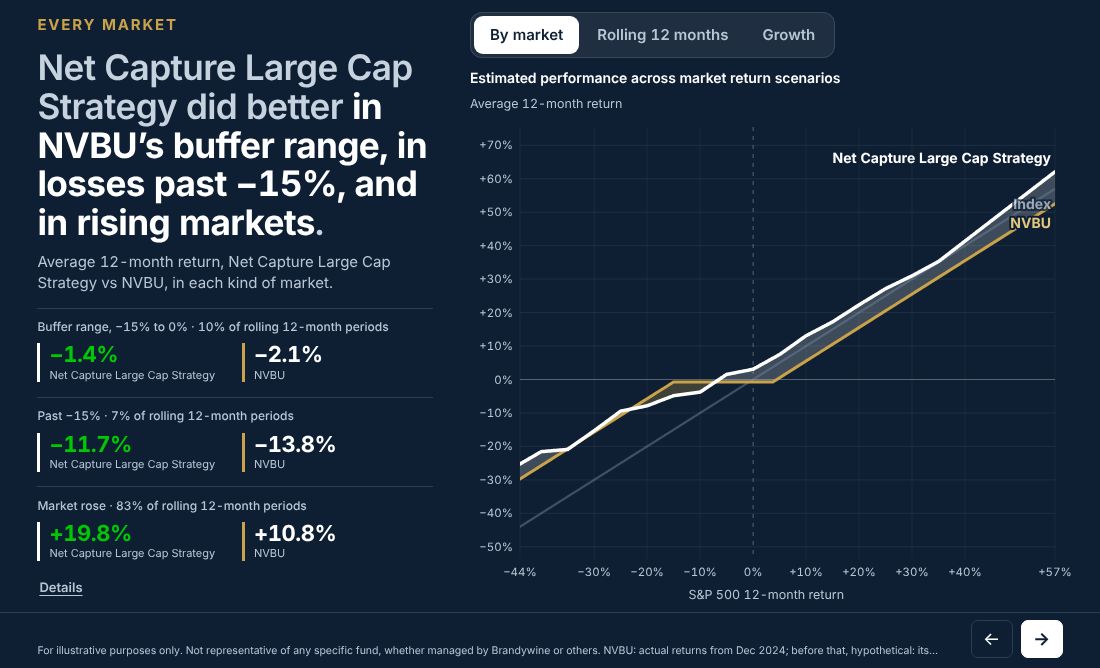 EVERY MARKET
Net Capture Large Cap
Strategy did better in
NVBU’s buffer range, in
losses past −15%, and
in rising markets.
Average 12-month return, Net Capture Large Cap
Strategy vs NVBU, in each kind of market.
Buffer range, −15% to 0% · 10% of rolling 12-month periods
−1.4%
Net Capture Large Cap Strategy
−2.1%
NVBU
Past −15% · 7% of rolling 12-month periods
−11.7%
Net Capture Large Cap Strategy
−13.8%
NVBU
Market rose · 83% of rolling 12-month periods
+19.8%
Net Capture Large Cap Strategy
+10.8%
NVBU
Details
By market
Rolling 12 months
Growth
Estimated performance across market return scenarios
Average 12-month return
+70%
+60%
+50%
+40%
+30%
+20%
+10%
0%
−10%
−20%
−30%
−40%
−50%
Net Capture Large Cap Strategy
Index
NVBU
−44%
−30%
−20%
−10%
0%
+10%
+20%
+30%
+40%
+57%
S&P 500 12-month return
For illustrative purposes only. Not representative of any specific fund, whether managed by Brandywine or others. NVBU: actual returns from Dec 2024; before that, hypothetical: its…